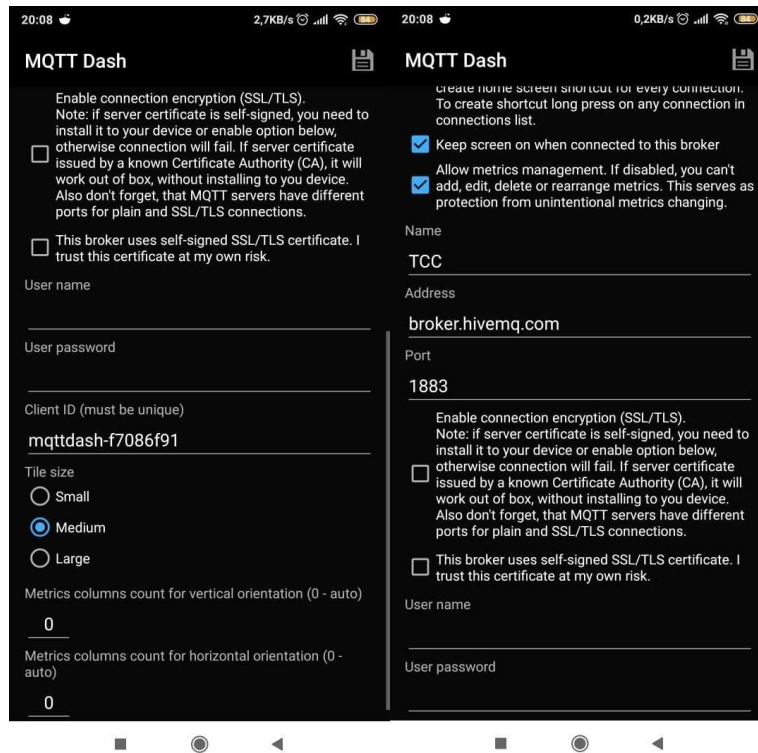 20:08
2,7KB/s
84
MQTT Dash
Enable connection encryption (SSL/TLS).
Note: if server certificate is self-signed, you need to
install it to your device or enable option below,
otherwise connection will fail. If server certificate
issued by a known Certificate Authority (CA), it will
work out of box, without installing to you device.
Also don't forget, that MQTT servers have different
ports for plain and SSL/TLS connections.
This broker uses self-signed SSL/TLS certificate. I
trust this certificate at my own risk.
User name
User password
Client ID (must be unique)
mqttdash-f7086f91
Tile size
Small
Medium
Large
Metrics columns count for vertical orientation (0 - auto)
0
Metrics columns count for horizontal orientation (0 -
auto)
0
20:08
0,2KB/s
84
MQTT Dash
create home screen shortcut for every connection.
To create shortcut long press on any connection in
connections list.
Keep screen on when connected to this broker
Allow metrics management. If disabled, you can't
add, edit, delete or rearrange metrics. This serves as
protection from unintentional metrics changing.
Name
TCC
Address
broker.hivemq.com
Port
1883
Enable connection encryption (SSL/TLS).
Note: if server certificate is self-signed, you need to
install it to your device or enable option below,
otherwise connection will fail. If server certificate
issued by a known Certificate Authority (CA), it will
work out of box, without installing to you device.
Also don't forget, that MQTT servers have different
ports for plain and SSL/TLS connections.
This broker uses self-signed SSL/TLS certificate. I
trust this certificate at my own risk.
User name
User password